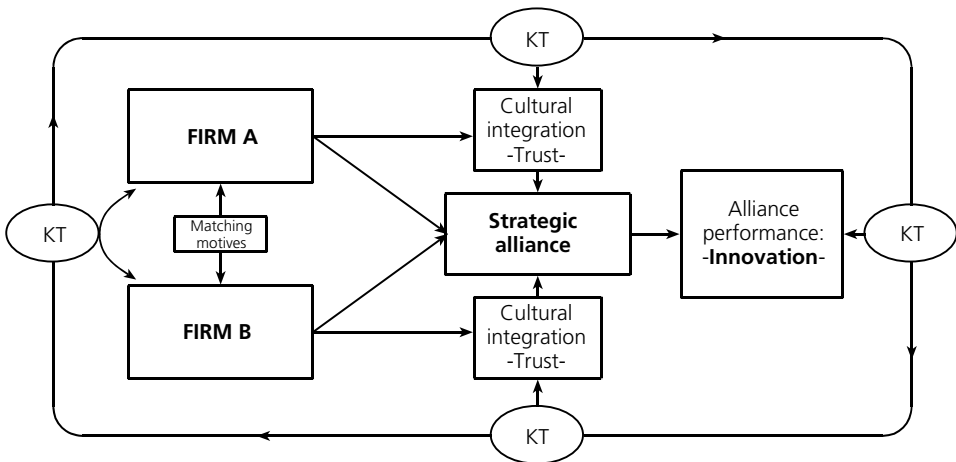 KT
Cultural
integration
-Trust-
FIRM A
KT
Matching
motives
Strategic
alliance
Alliance
performance:
-Innovation-
KT
FIRM B
Cultural
integration
-Trust-
KT